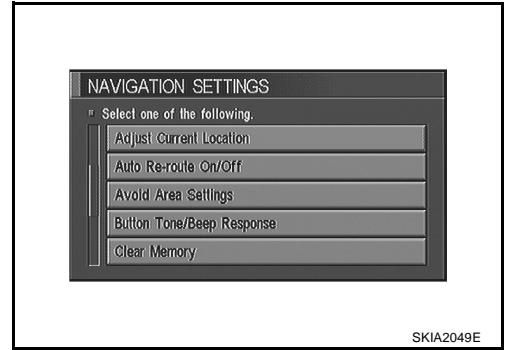 NAVIGATION SETTINGS
Select one of the following.
Adjust Current Location
Auto Re-route On/Off
Avoid Area Settings
Button Tone/Beep Response
Clear Memory
SKIA2049E